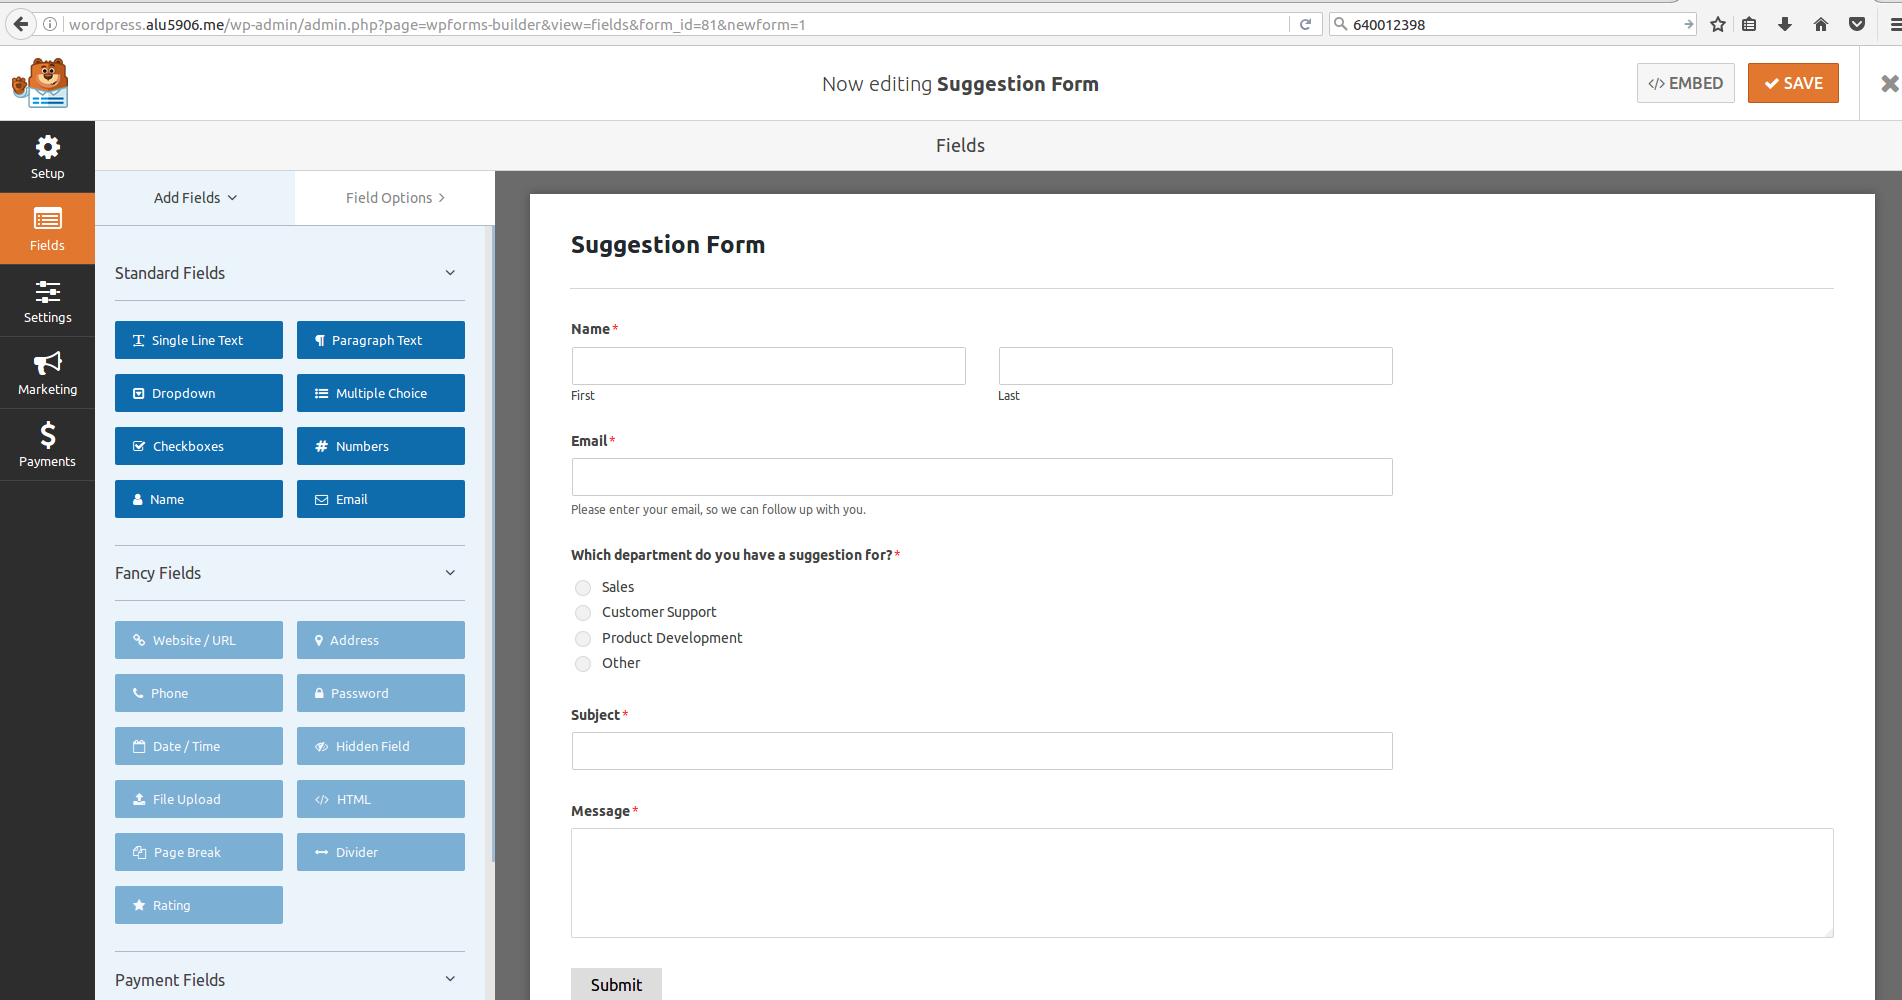 wordpress.alu5906.me/wp-admin/admin.php?page=wpforms-builder&view=fields&form_id=81&newform=1
640012398
Now editing Suggestion Form
</> EMBED
SAVE
Setup
Fields
Settings
Marketing
Payments
Fields
Add Fields
Field Options
Standard Fields
Single Line Text
Paragraph Text
Dropdown
Multiple Choice
Checkboxes
# Numbers
Name
Email
Fancy Fields
Website / URL
Address
Phone
Password
Date / Time
Hidden Field
File Upload
</> HTML
Page Break
Divider
Rating
Payment Fields
Suggestion Form
Name *
First
Last
Email *
Please enter your email, so we can follow up with you.
Which department do you have a suggestion for? *
Sales
Customer Support
Product Development
Other
Subject *
Message *
Submit